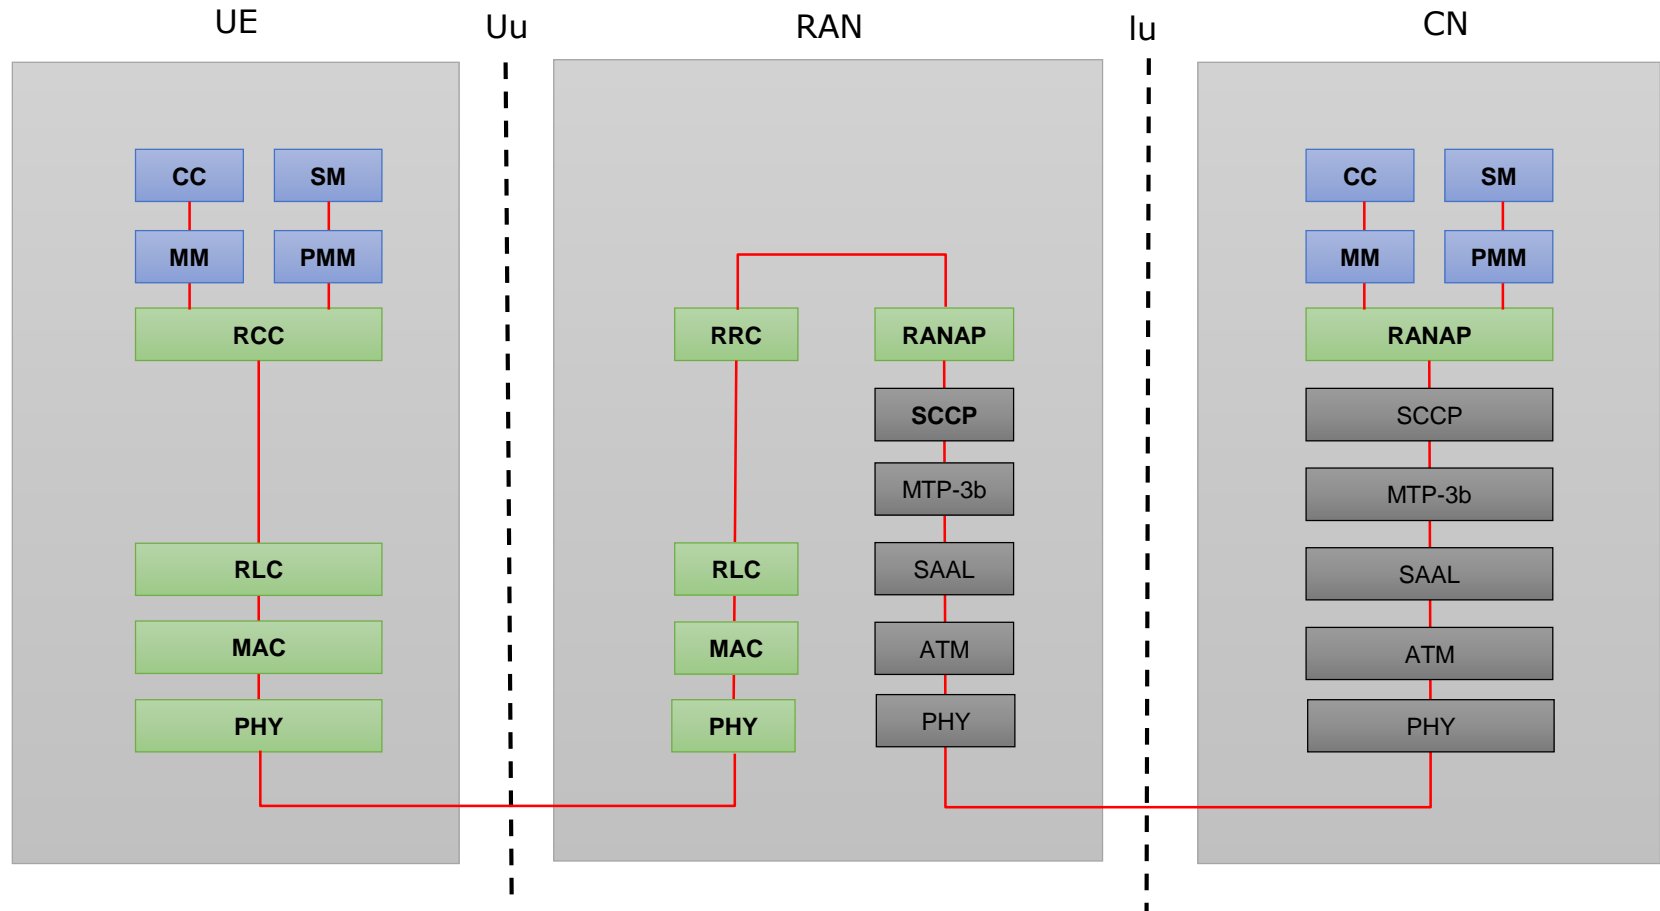 UE
Uu
RAN
Iu
CN
CC
SM
MM
PMM
RCC
RLC
MAC
PHY
RRC
RLC
MAC
PHY
RANAP
SCCP
MTP-3b
SAAL
ATM
PHY
CC
SM
MM
PMM
RANAP
SCCP
MTP-3b
SAAL
ATM
PHY